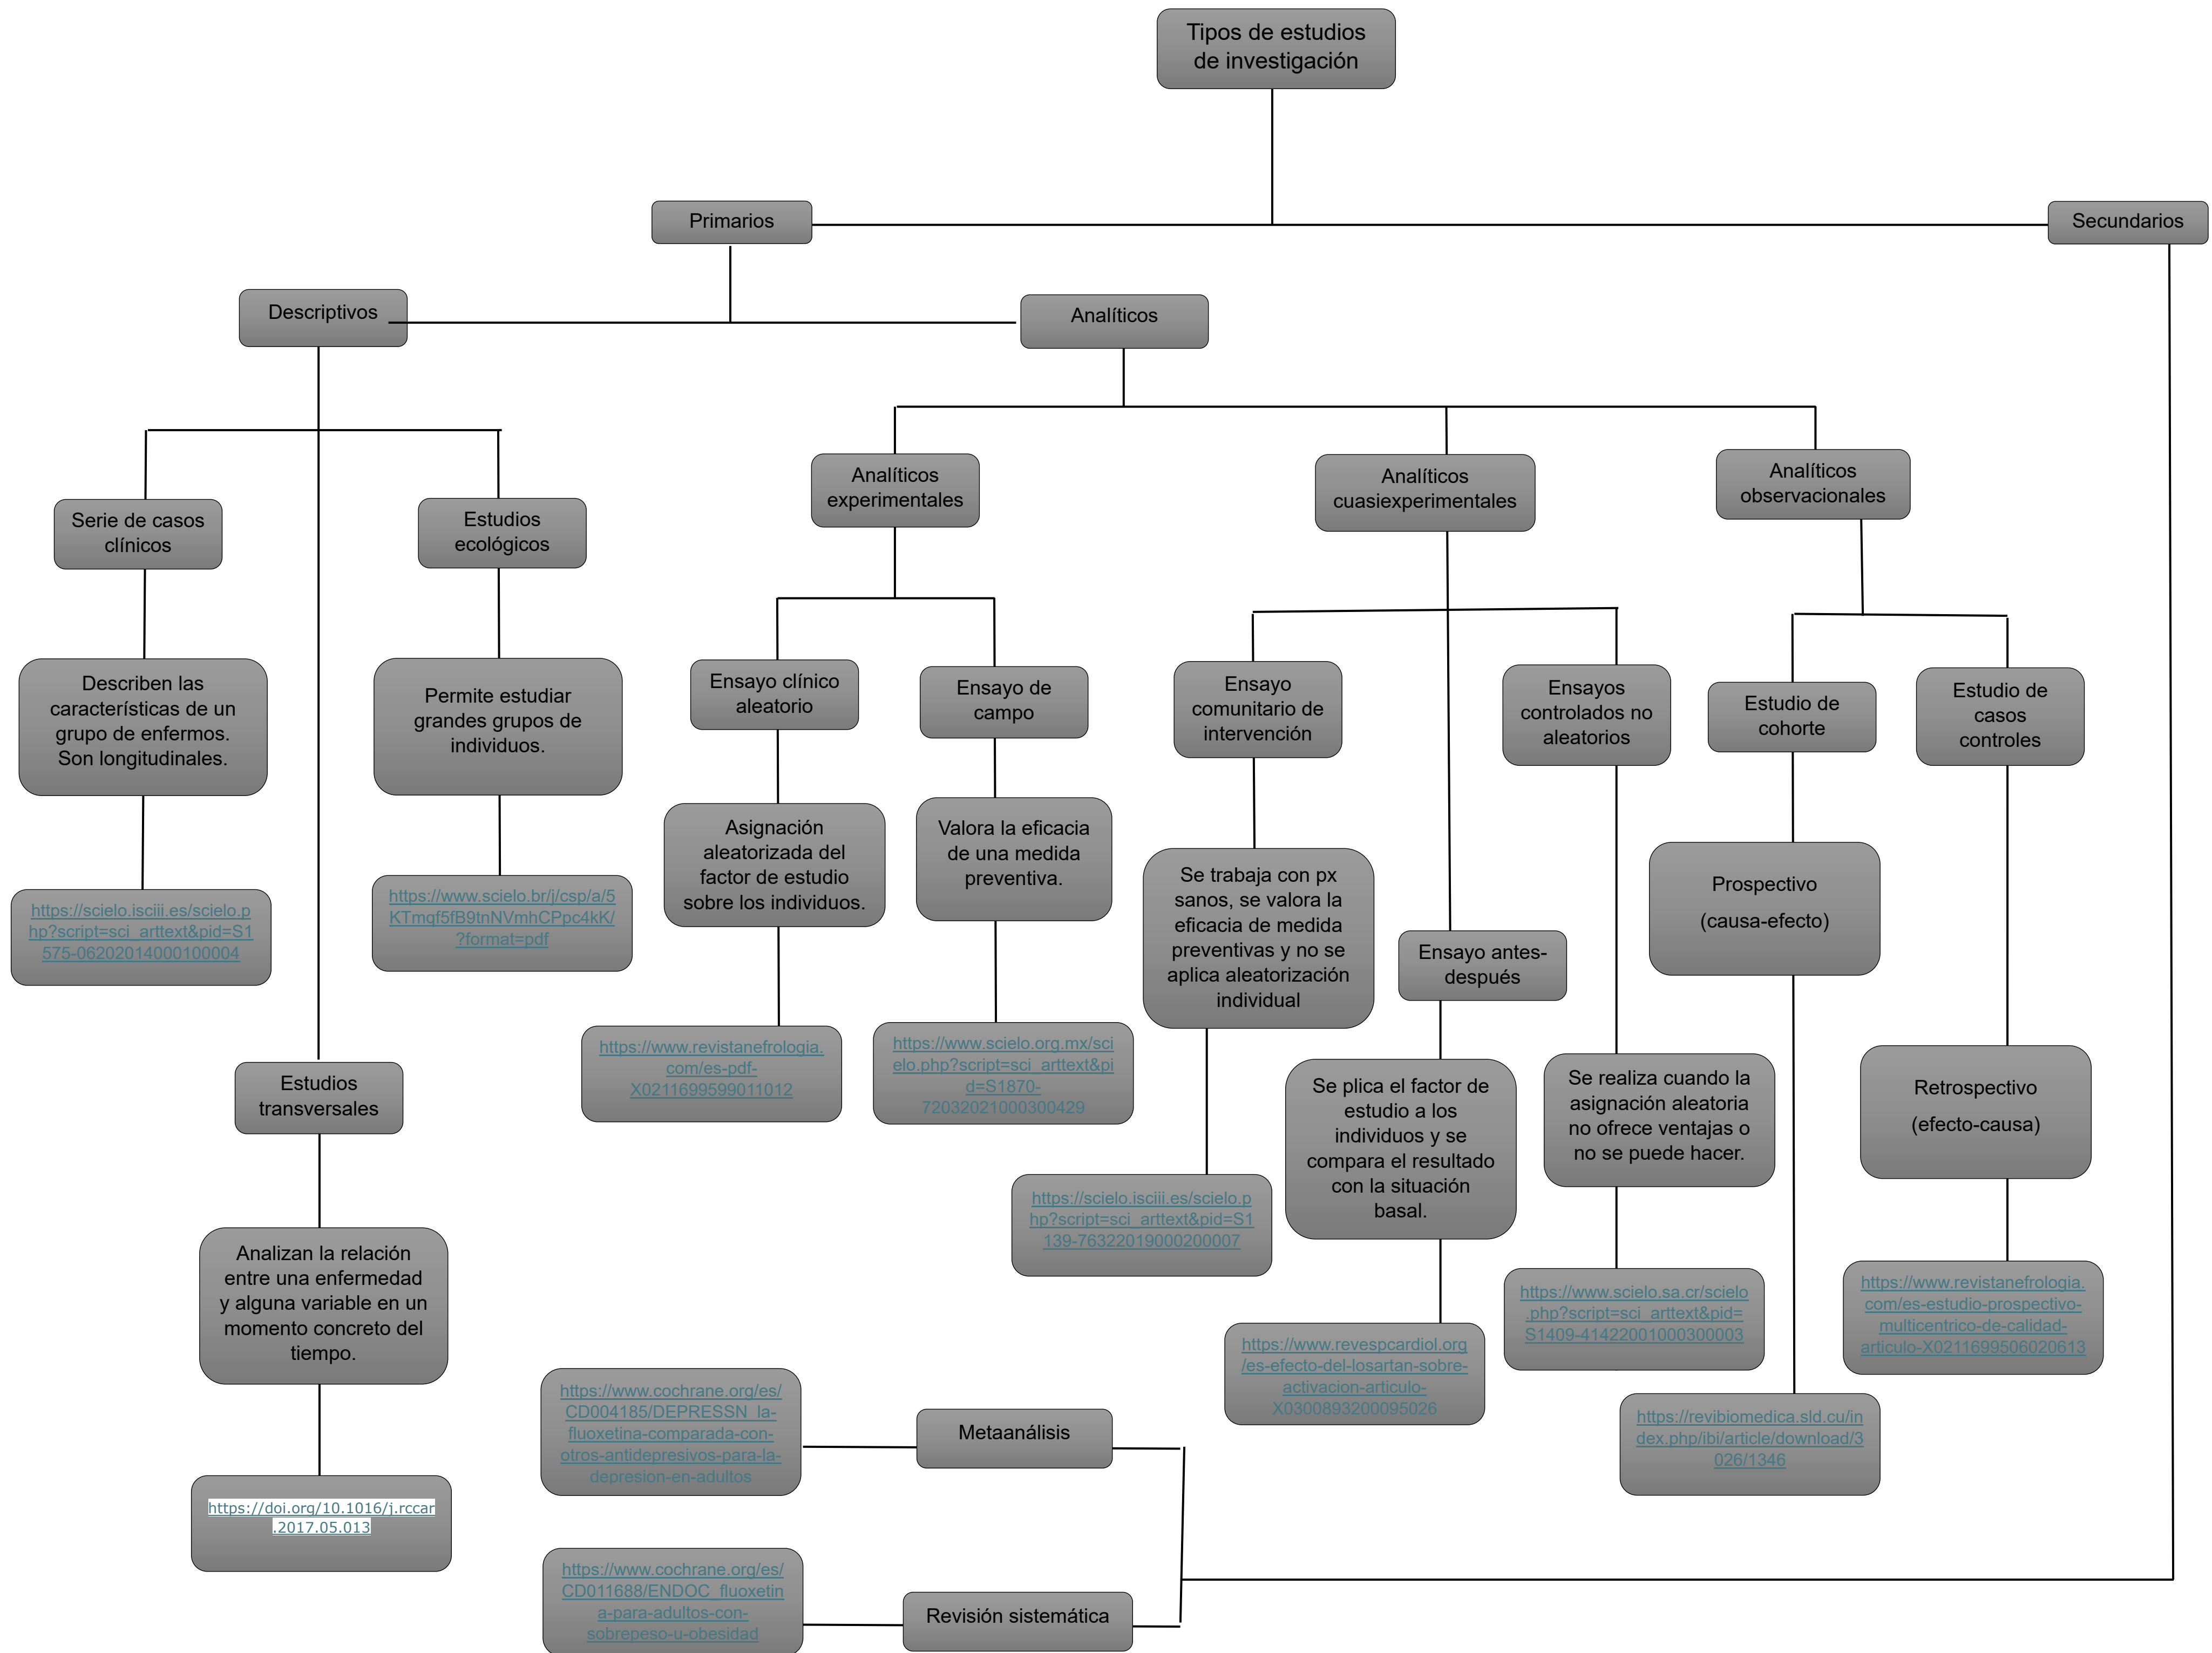 Tipos de estudios
de investigación
Primarios
Secundarios
Descriptivos
Analíticos
Analíticos
experimentales
Analíticos
cuasiexperimentales
Analíticos
observacionales
Serie de casos
clínicos
Estudios
ecológicos
Ensayo clínico
aleatorio
Ensayo de
campo
Ensayo
comunitario de
intervención
Ensayos
controlados no
aleatorios
Estudio de
cohorte
Estudio de
casos
controles
Describen las
características de un
grupo de enfermos.
Son longitudinales.
Permite estudiar
grandes grupos de
individuos.
Asignación
aleatorizada del
factor de estudio
sobre los individuos.
Valora la eficacia
de una medida
preventiva.
Se trabaja con px
sanos, se valora la
eficacia de medida
preventivas y no se
aplica aleatorización
individual
Prospectivo
(causa-efecto)
https://scielo.isciii.es/scielo.p
hp?script=sci_arttext&pid=S1
575-06202014000100004
https://www.scielo.br/j/csp/a/5
KTmqf5fB9tnNVmhCPpc4kK/
?format=pdf
Ensayo antes-
después
https://www.revistanefrologia.
com/es-pdf-
X0211699599011012
https://www.scielo.org.mx/sci
elo.php?script=sci_arttext&pi
d=S1870-
72032021000300429
Estudios
transversales
Se plica el factor de
estudio a los
individuos y se
compara el resultado
con la situación
basal.
Se realiza cuando la
asignación aleatoria
no ofrece ventajas o
no se puede hacer.
Retrospectivo
(efecto-causa)
https://scielo.isciii.es/scielo.p
hp?script=sci_arttext&pid=S1
139-76322019000200007
Analizan la relación
entre una enfermedad
y alguna variable en un
momento concreto del
tiempo.
https://www.revespcardiol.org
/es-efecto-del-losartan-sobre-
activacion-articulo-
X0300893200095026
https://www.scielo.sa.cr/scielo
.php?script=sci_arttext&pid=
S1409-41422001000300003
https://www.revistanefrologia.
com/es-estudio-prospectivo-
multicentrico-de-calidad-
articulo-X0211699506020613
https://www.cochrane.org/es/
CD004185/DEPRESSN_la-
fluoxetina-comparada-con-
otros-antidepresivos-para-la-
depresion-en-adultos
Metaanálisis
https://revibiomedica.sld.cu/in
dex.php/ibi/article/download/3
026/1346
https://doi.org/10.1016/j.rccar
.2017.05.013
https://www.cochrane.org/es/
CD011688/ENDOC_fluoxetin
a-para-adultos-con-
sobrepeso-u-obesidad
Revisión sistemática